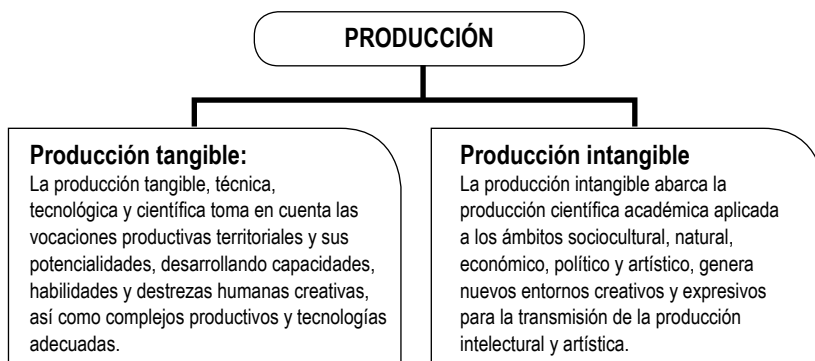 PRODUCCIÓN
Producción tangible:
La producción tangible, técnica,
tecnológica y científica toma en cuenta las
vocaciones productivas territoriales y sus
potencialidades, desarrollando capacidades,
habilidades y destrezas humanas creativas,
así como complejos productivos y tecnologías
adecuadas.
Producción intangible
La producción intangible abarca la
producción científica académica aplicada
a los ámbitos sociocultural, natural,
económico, político y artístico, genera
nuevos entornos creativos y expresivos
para la transmisión de la producción
intelectural y artística.